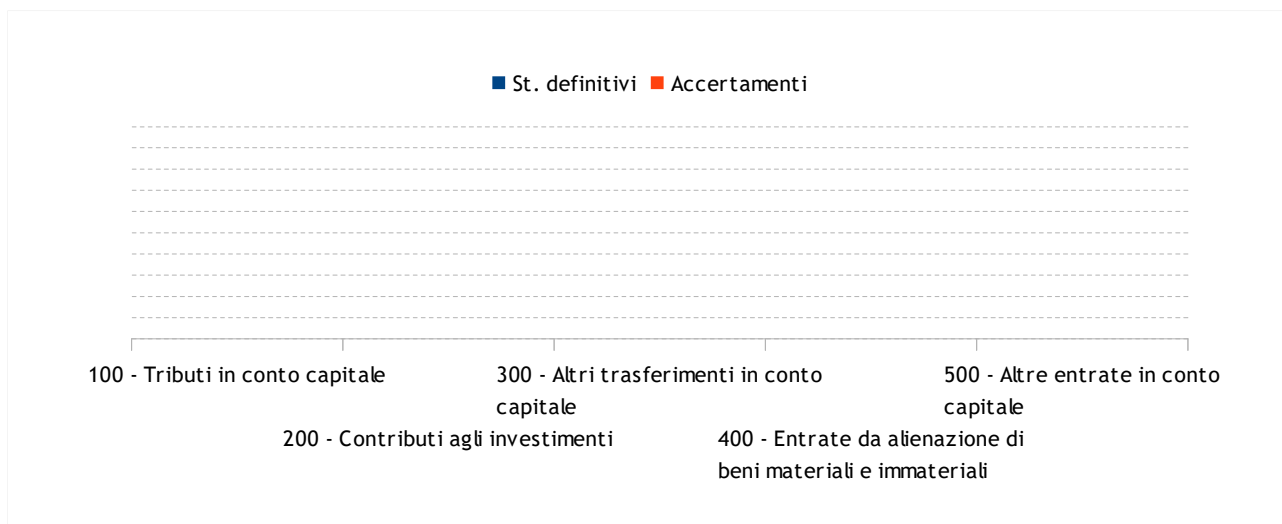 St. definitivi Accertamenti
100 - Tributi in conto capitale
200 - Contributi agli investimenti
300 - Altri trasferimenti in conto
capitale
400 - Entrate da alienazione di
beni materiali e immateriali
500 - Altre entrate in conto
capitale